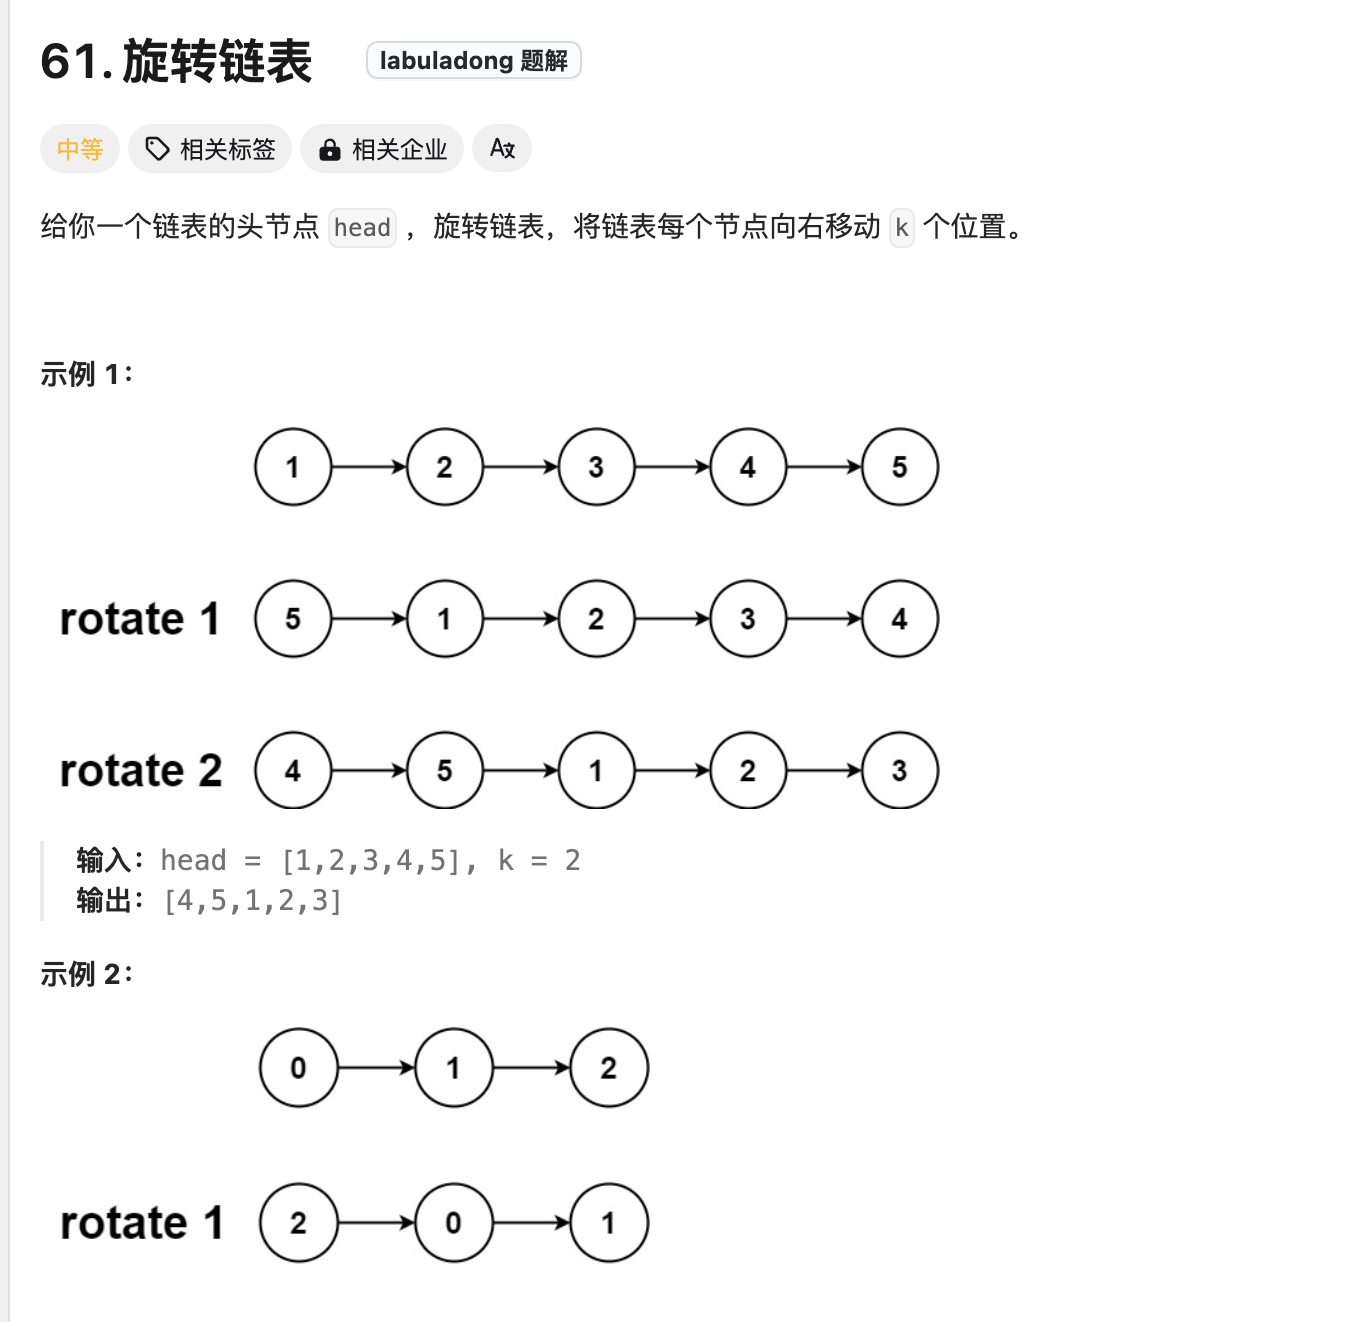 61. 旋转链表 labuladong 题解
中等 相关标签 相关企业 A文
给你一个链表的头节点 head ，旋转链表，将链表每个节点向右移动 k 个位置。
示例 1：
1 2 3 4 5
rotate 1 5 1 2 3 4
rotate 2 4 5 1 2 3
输入：head = [1,2,3,4,5], k = 2
输出：[4,5,1,2,3]
示例 2：
0 1 2
rotate 1 2 0 1